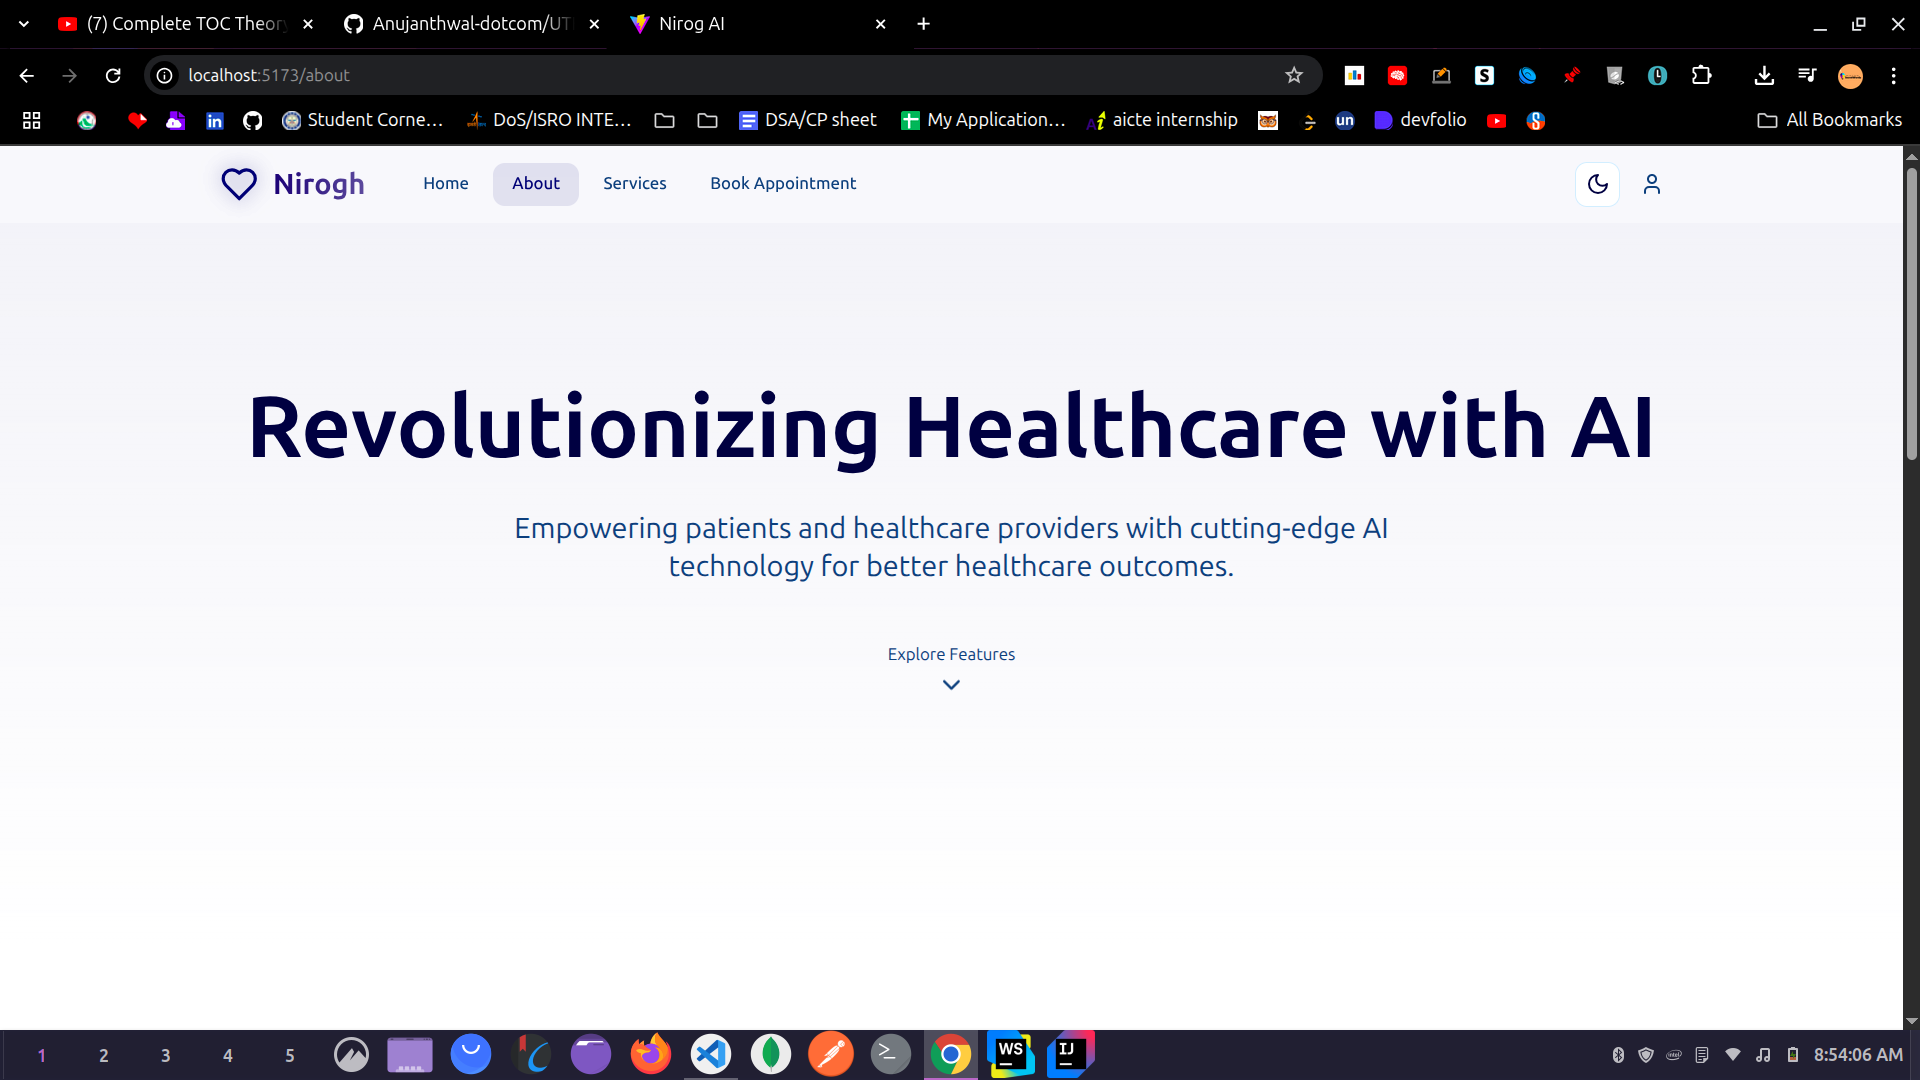 (7) Complete TOC Theory
Anujanthwal-dotcom/UT
Nirog AI
localhost:5173/about
Student Corne…
DoS/ISRO INTE…
DSA/CP sheet
My Application…
aicte internship
un
devfolio
All Bookmarks
Nirogh
Home
About
Services
Book Appointment
Revolutionizing Healthcare with AI
Empowering patients and healthcare providers with cutting-edge AI
technology for better healthcare outcomes.
Explore Features
1 2 3 4 5
WS
IJ
8:54:06 AM